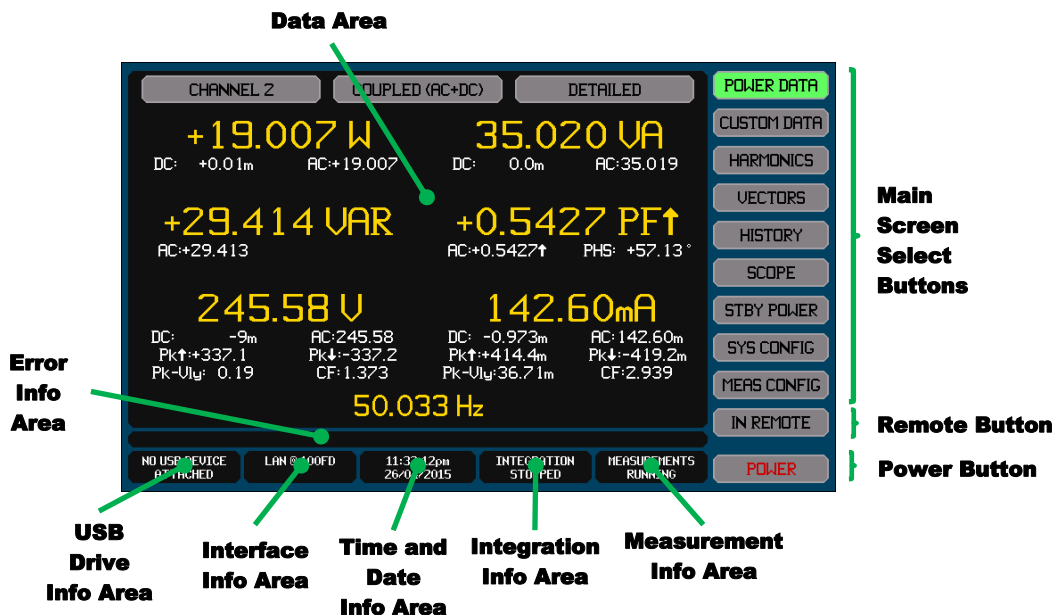 Data Area
CHANNEL 2
COUPLED (AC+DC)
DETAILED
+19.007 W
DC: +0.01m AC:+19.007
35.020 VA
DC: 0.0m AC:35.019
+29.414 VAR
AC:+29.413
+0.5427 PF↑
AC:+0.5427↑ PHS: +57.13°
245.58 V
DC: -9m AC:245.58
Pk↑:+337.1 Pk↓:-337.2
Pk-Vly: 0.19 CF:1.373
142.60mA
DC: -0.973m AC:142.60m
Pk↑:+414.4m Pk↓:-419.2m
Pk-Vly:36.71m CF:2.939
50.033 Hz
NO USB DEVICE
ATTACHED
LAN @ 100FD
INTEGRATION
STOPPED
MEASUREMENTS
RUNNING
POWER DATA
CUSTOM DATA
HARMONICS
VECTORS
HISTORY
SCOPE
STBY POWER
SYS CONFIG
MEAS CONFIG
IN REMOTE
POWER
Main
Screen
Select
Buttons
Remote Button
Power Button
Error
Info
Area
USB
Drive
Info Area
Interface
Info Area
Time and
Date
Info Area
Integration
Info Area
Measurement
Info Area